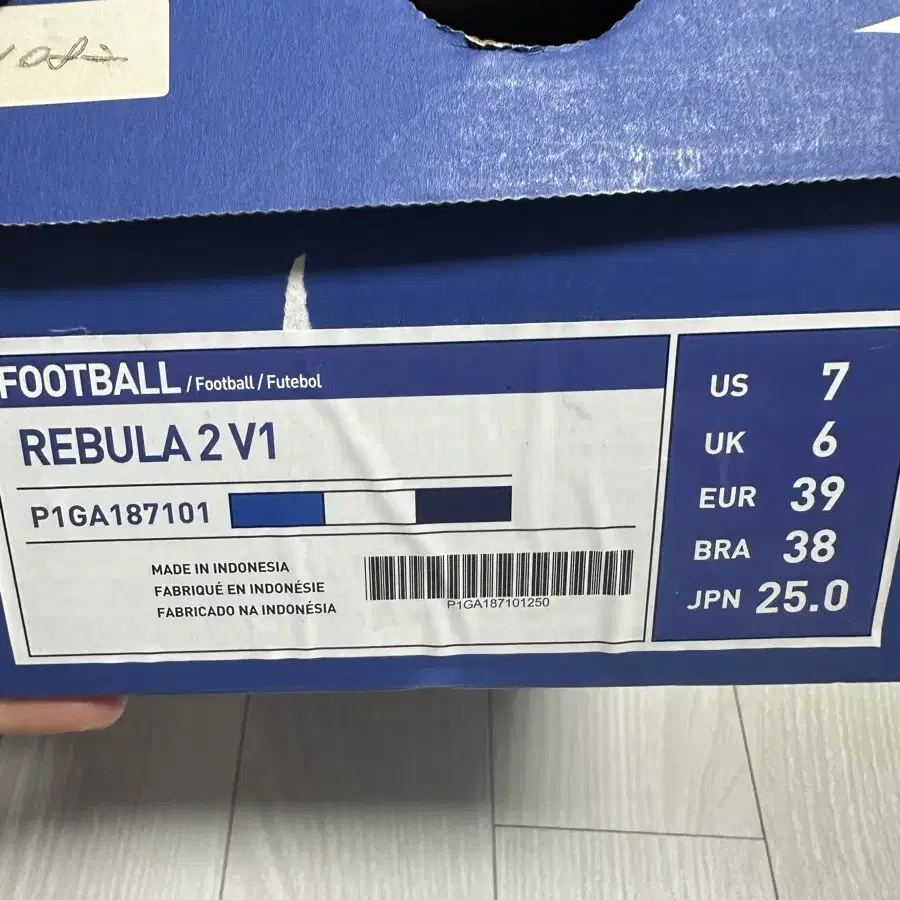 FOOTBALL / Football / Futebol
REBULA 2 V1
P1GA187101
MADE IN INDONESIA
FABRIQUÉ EN INDONÉSIE
FABRICADO NA INDONÉSIA
P1GA187101250
US 7
UK 6
EUR 39
BRA 38
JPN 25.0